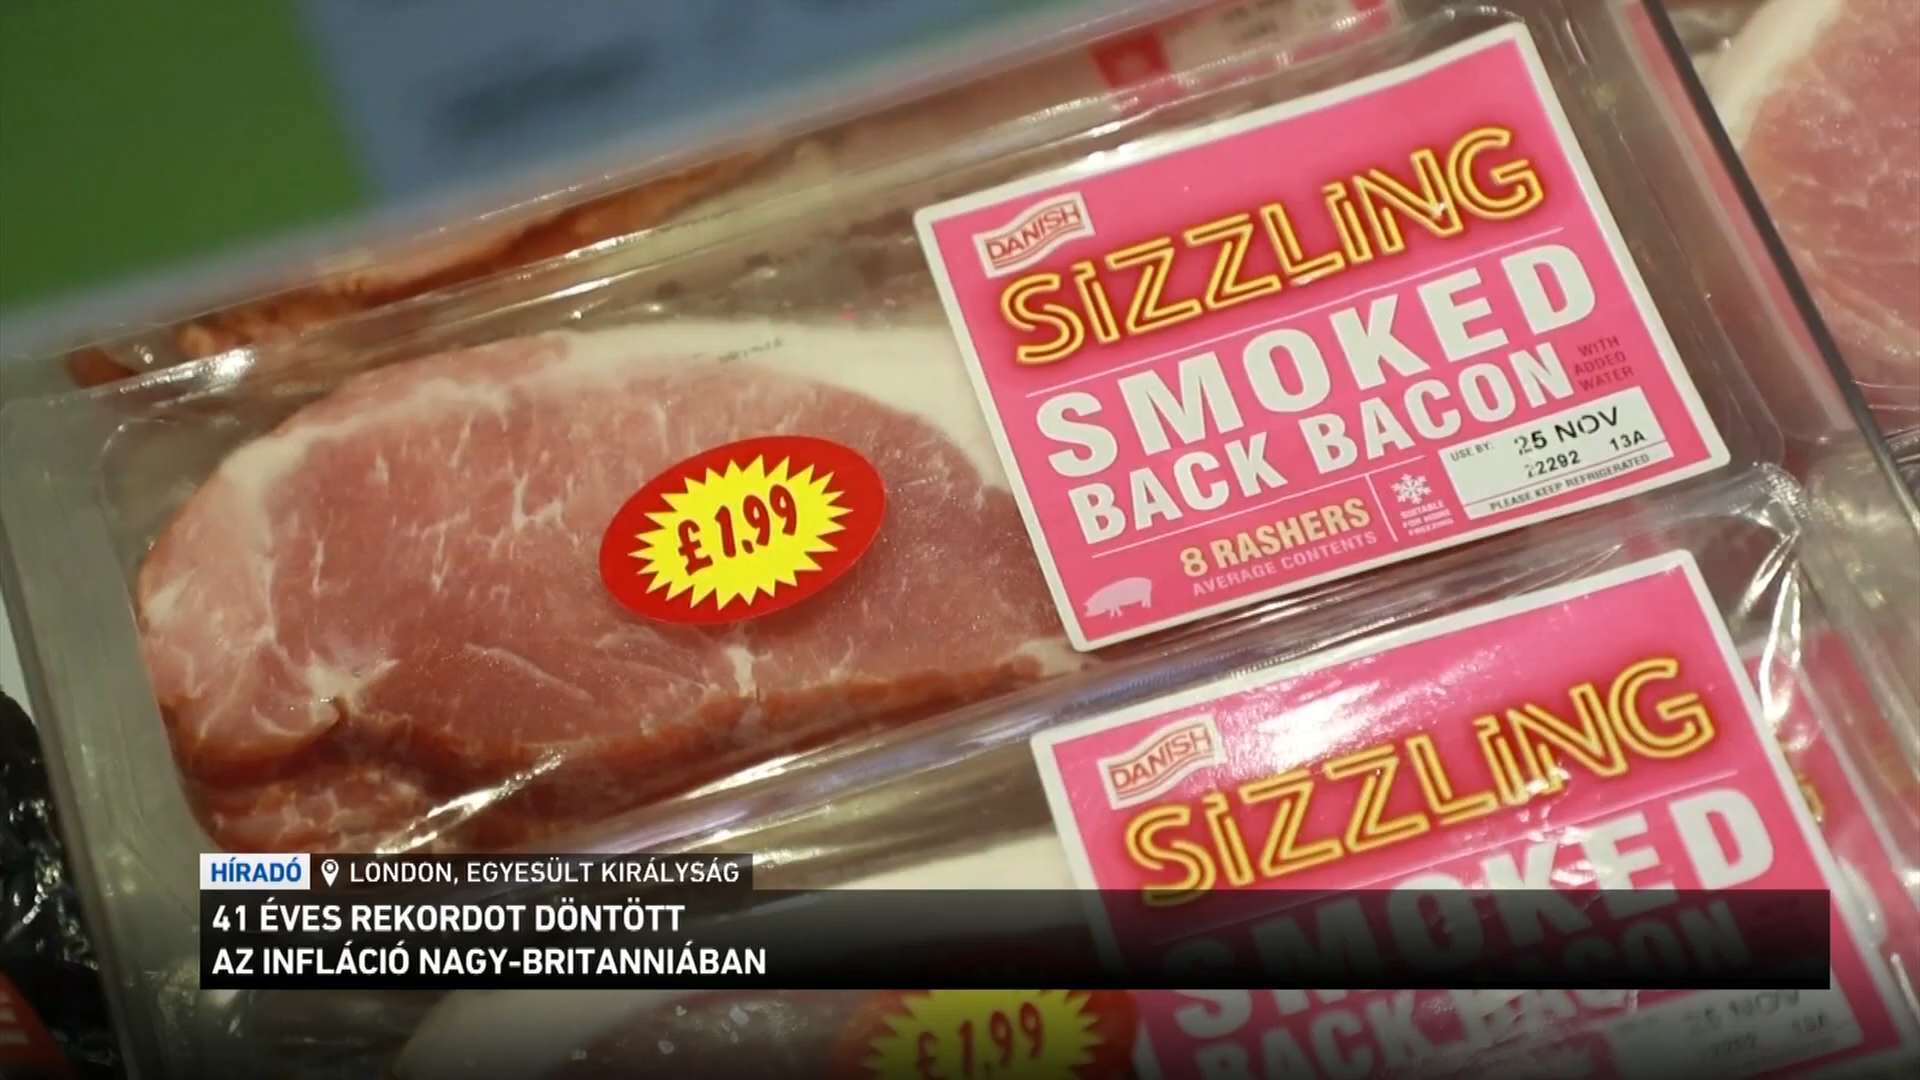 DANISH
SIZZLING
SMOKED
BACK BACON
WITH
ADDED
WATER
USE BY:
25 NOV
22292 13A
PLEASE KEEP REFRIGERATED
8 RASHERS
AVERAGE CONTENTS
SUITABLE
FOR HOME
FREEZING
£1.99
DANISH
SIZZLING
SMOKED
BACK BACON
25 NOV
£1.99
HÍRADÓ LONDON, EGYESÜLT KIRÁLYSÁG
41 ÉVES REKORDOT DÖNTÖTT
AZ INFLÁCIÓ NAGY-BRITANNIÁBAN